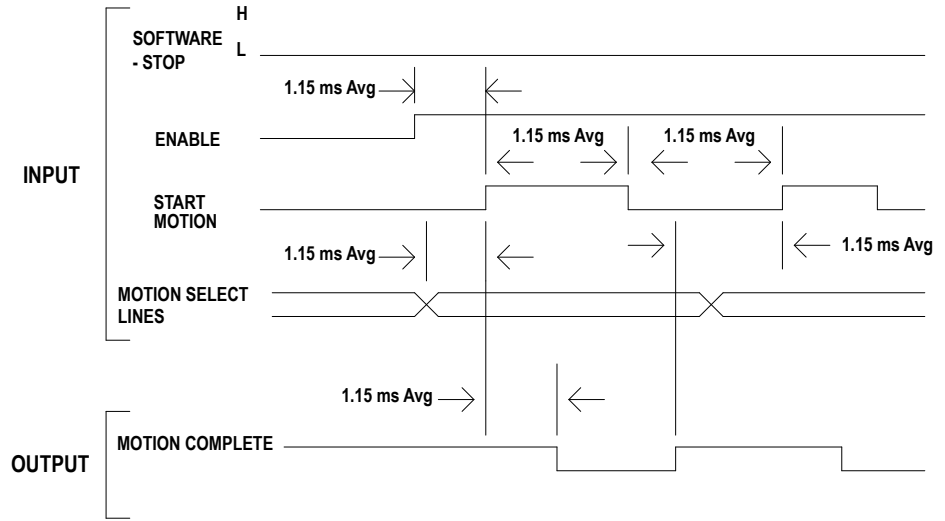 H
SOFTWARE
- STOP
L
1.15 ms Avg
ENABLE
1.15 ms Avg
1.15 ms Avg
INPUT
START
MOTION
1.15 ms Avg
1.15 ms Avg
MOTION SELECT
LINES
1.15 ms Avg
MOTION COMPLETE
OUTPUT